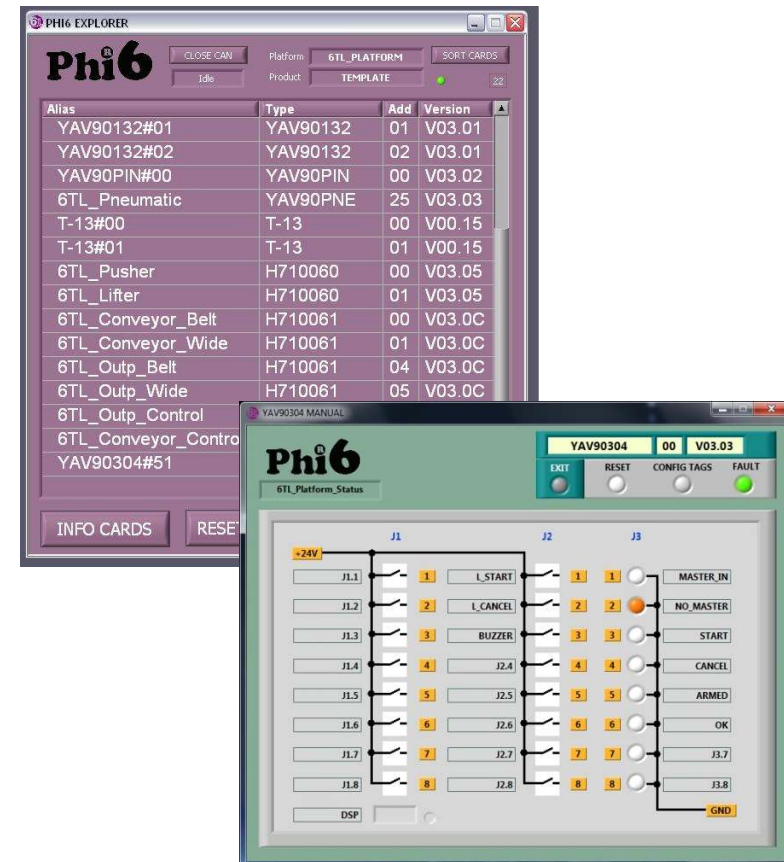 PHI6 EXPLORER
Phi6®
CLOSE CAN
Idle
Platform 6TL_PLATFORM
Product TEMPLATE
SORT CARDS
22
Alias Type Add Version
YAV90132#01 YAV90132 01 V03.01
YAV90132#02 YAV90132 02 V03.01
YAV90PIN#00 YAV90PIN 00 V03.02
6TL_Pneumatic YAV90PNE 25 V03.03
T-13#00 T-13 00 V00.15
T-13#01 T-13 01 V00.15
6TL_Pusher H710060 00 V03.05
6TL_Lifter H710060 01 V03.05
6TL_Conveyor_Belt H710061 00 V03.0C
6TL_Conveyor_Wide H710061 01 V03.0C
6TL_Outp_Belt H710061 04 V03.0C
6TL_Outp_Wide H710061 05 V03.0C
6TL_Outp_Control
6TL_Conveyor_Contro
YAV90304#51
INFO CARDS RESE
YAV90304 MANUAL
Phi6®
6TL_Platform_Status
YAV90304 00 V03.03
EXIT RESET CONFIG TAGS FAULT
J1 J2 J3
+24V
J1.1 1 L_START 1 1 MASTER_IN
J1.2 2 L_CANCEL 2 2 NO_MASTER
J1.3 3 BUZZER 3 3 START
J1.4 4 J2.4 4 4 CANCEL
J1.5 5 J2.5 5 5 ARMED
J1.6 6 J2.6 6 6 OK
J1.7 7 J2.7 7 7 J3.7
J1.8 8 J2.8 8 8 J3.8
DSP GND